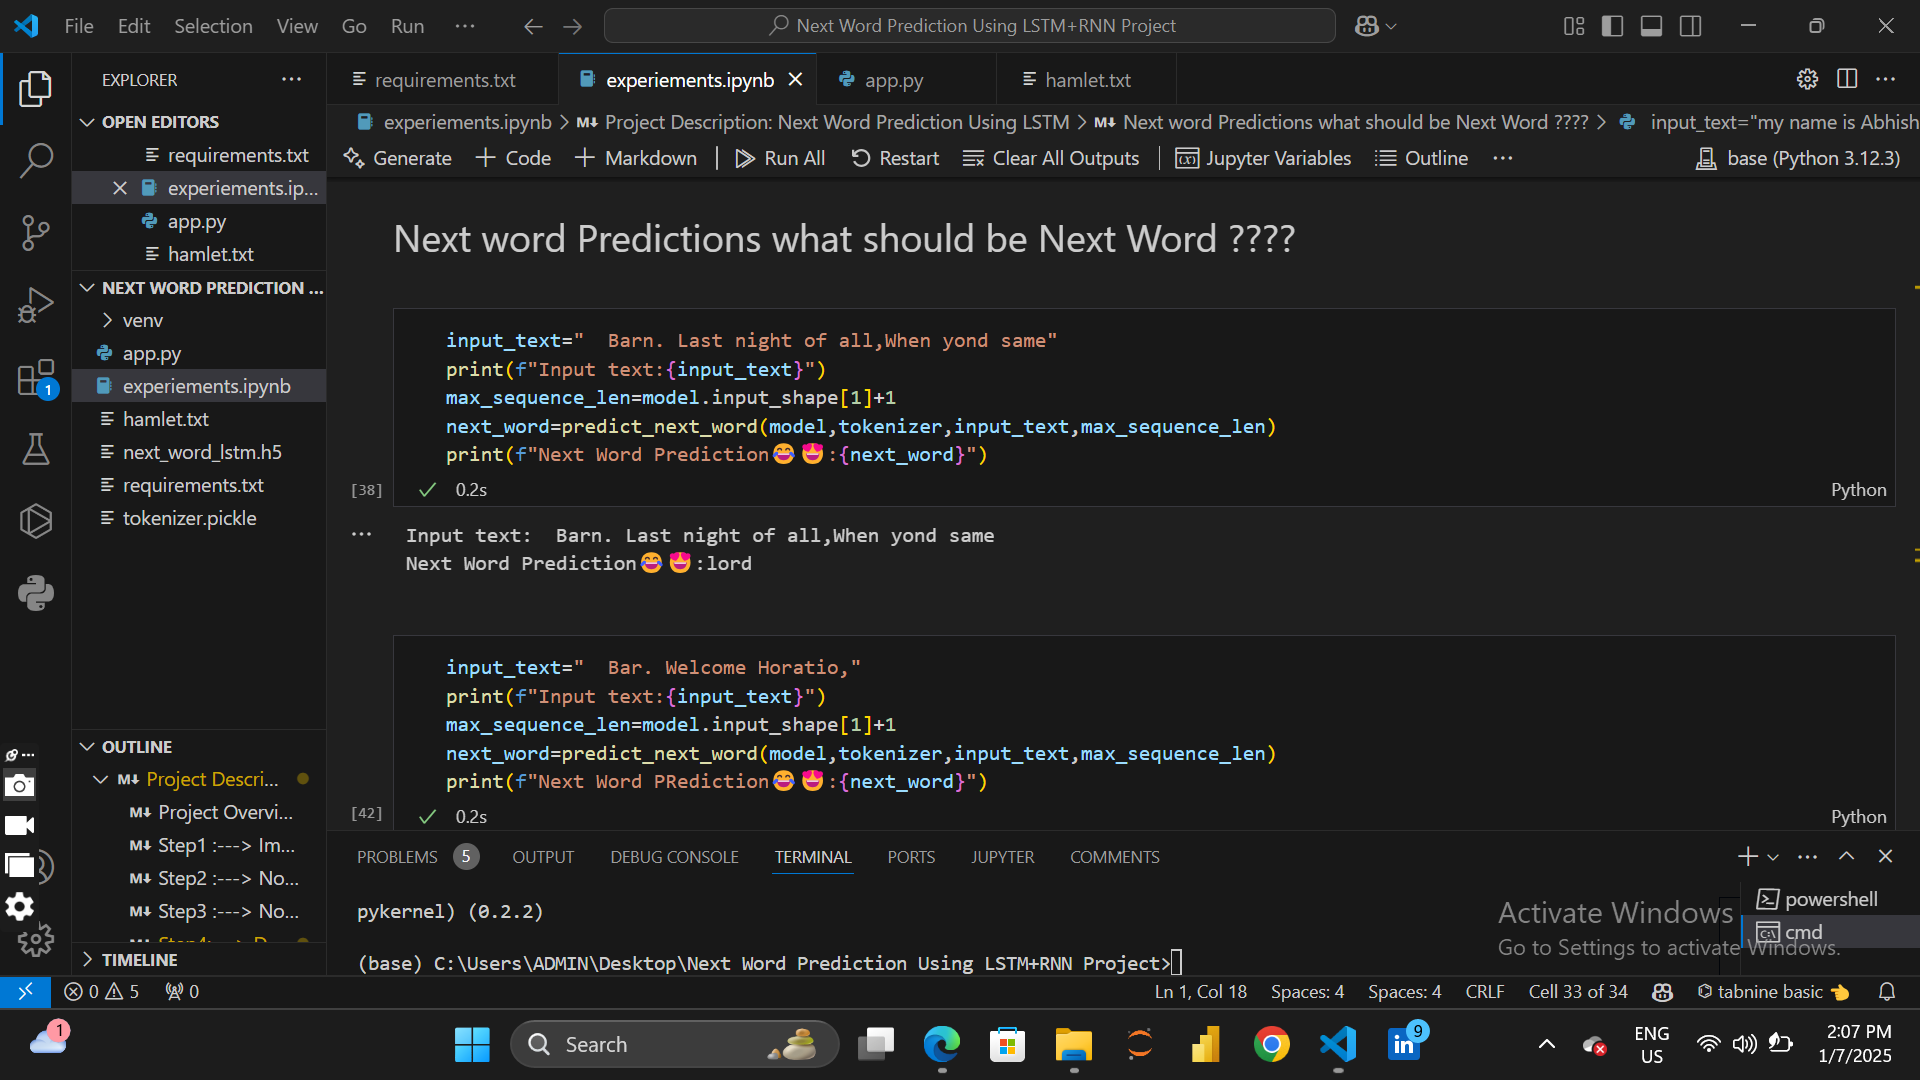 File Edit Selection View Go Run ··· Next Word Prediction Using LSTM+RNN Project
EXPLORER
requirements.txt experiements.ipynb app.py hamlet.txt
OPEN EDITORS
requirements.txt
experiements.ip...
app.py
hamlet.txt
NEXT WORD PREDICTION ...
venv
app.py
experiements.ipynb
hamlet.txt
next_word_lstm.h5
requirements.txt
tokenizer.pickle
1
OUTLINE
Project Descri...
Project Overvi...
Step1 :---> Im...
Step2 :---> No...
Step3 :---> No...
TIMELINE
experiements.ipynb > M↓ Project Description: Next Word Prediction Using LSTM > M↓ Next word Predictions what should be Next Word ???? > input_text="my name is Abhish
Generate + Code + Markdown | Run All Restart Clear All Outputs | Jupyter Variables Outline ··· base (Python 3.12.3)
Next word Predictions what should be Next Word ????
input_text="  Barn. Last night of all,When yond same"
print(f"Input text:{input_text}")
max_sequence_len=model.input_shape[1]+1
next_word=predict_next_word(model,tokenizer,input_text,max_sequence_len)
print(f"Next Word Prediction😂😍:{next_word}")
[38] ✓ 0.2s Python
··· Input text:  Barn. Last night of all,When yond same
Next Word Prediction😂😍:lord
input_text="  Bar. Welcome Horatio,"
print(f"Input text:{input_text}")
max_sequence_len=model.input_shape[1]+1
next_word=predict_next_word(model,tokenizer,input_text,max_sequence_len)
print(f"Next Word PRediction😂😍:{next_word}")
[42] ✓ 0.2s Python
PROBLEMS 5 OUTPUT DEBUG CONSOLE TERMINAL PORTS JUPYTER COMMENTS
pykernel) (0.2.2)
(base) C:\Users\ADMIN\Desktop\Next Word Prediction Using LSTM+RNN Project>
powershell
cmd
Activate Windows
Go to Settings to activate Windows.
0 5 0 Ln 1, Col 18 Spaces: 4 Spaces: 4 CRLF Cell 33 of 34 tabnine basic 👈
1 Search 9 ENG
US
2:07 PM
1/7/2025